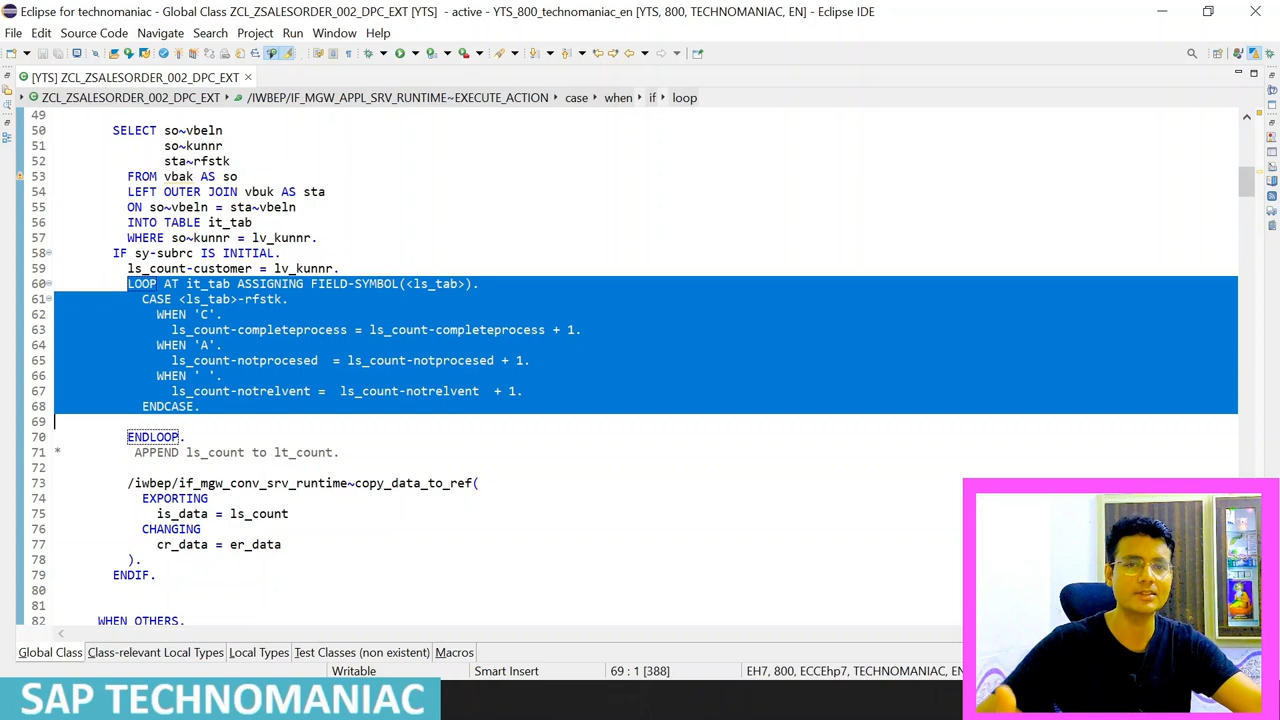 Eclipse for technomaniac - Global Class ZCL_ZSALESORDER_002_DPC_EXT [YTS] - active - YTS_800_technomaniac_en [YTS, 800, TECHNOMANIAC, EN] - Eclipse IDE
File Edit Source Code Navigate Search Project Run Window Help
[YTS] ZCL_ZSALESORDER_002_DPC_EXT
ZCL_ZSALESORDER_002_DPC_EXT /IWBEP/IF_MGW_APPL_SRV_RUNTIME~EXECUTE_ACTION case when if loop
49
50 SELECT so~vbeln
51 so~kunnr
52 sta~rfstk
53 FROM vbak AS so
54 LEFT OUTER JOIN vbuk AS sta
55 ON so~vbeln = sta~vbeln
56 INTO TABLE it_tab
57 WHERE so~kunnr = lv_kunnr.
58 IF sy-subrc IS INITIAL.
59 ls_count-customer = lv_kunnr.
60 LOOP AT it_tab ASSIGNING FIELD-SYMBOL(<ls_tab>).
61 CASE <ls_tab>-rfstk.
62 WHEN 'C'.
63 ls_count-completeprocess = ls_count-completeprocess + 1.
64 WHEN 'A'.
65 ls_count-notprocesed = ls_count-notprocesed + 1.
66 WHEN ' '.
67 ls_count-notrelvent = ls_count-notrelvent + 1.
68 ENDCASE.
69
70 ENDLOOP.
71 * APPEND ls_count to lt_count.
72
73 /iwbep/if_mgw_conv_srv_runtime~copy_data_to_ref(
74 EXPORTING
75 is_data = ls_count
76 CHANGING
77 cr_data = er_data
78 ).
79 ENDIF.
80
81
82 WHEN OTHERS.
Global Class Class-relevant Local Types Local Types Test Classes (non existent) Macros
Writable Smart Insert 69 : 1 [388] EH7, 800, ECCEhp7, TECHNOMANIAC, EN
SAP TECHNOMANIAC